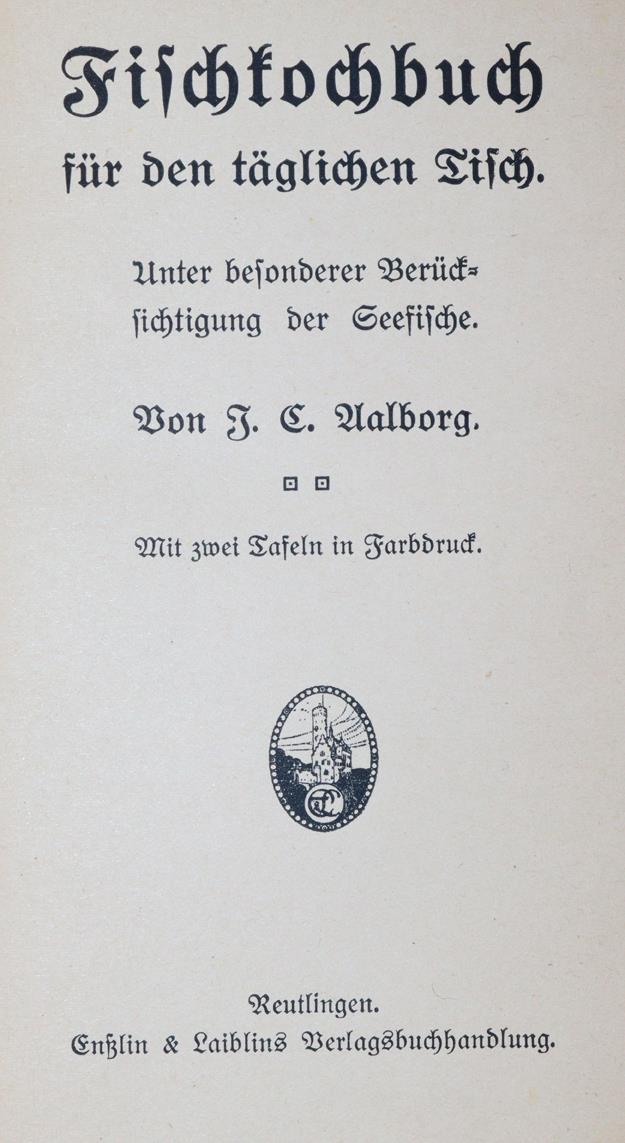 Fischkochbuch
für den täglichen Tisch.
Unter besonderer Berück-
sichtigung der Seefische.
Von J. C. Aalborg.
Mit zwei Tafeln in Farbdruck.
Reutlingen.
Enßlin & Laiblins Verlagsbuchhandlung.